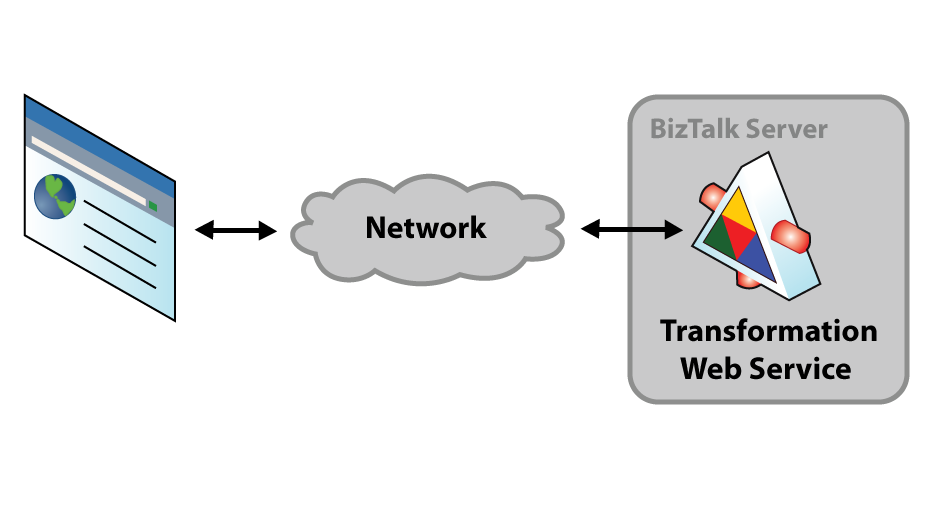 BizTalk Server
Network
Transformation
Web Service